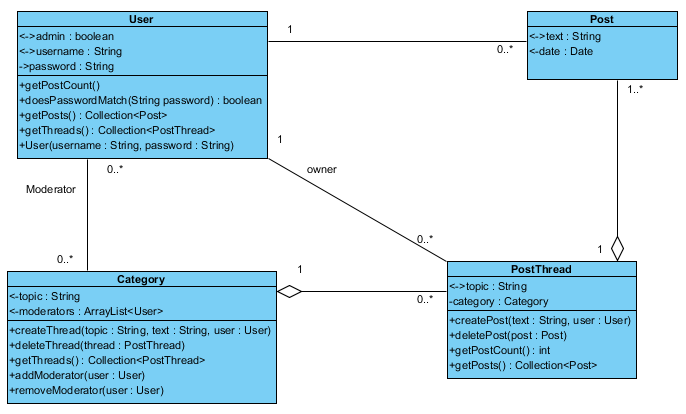 User
<->admin : boolean
<->username : String
->password : String
+getPostCount()
+doesPasswordMatch(String password) : boolean
+getPosts() : Collection<Post>
+getThreads() : Collection<PostThread>
+User(username : String, password : String)
1
0..*
Post
<->text : String
<-date : Date
1..*
1
owner
0..*
0..*
Moderator
0..*
1
Category
<-topic : String
<-moderators : ArrayList<User>
+createThread(topic : String, text : String, user : User)
+deleteThread(thread : PostThread)
+getThreads() : Collection<PostThread>
+addModerator(user : User)
+removeModerator(user : User)
1
0..*
PostThread
<->topic : String
-category : Category
+createPost(text : String, user : User)
+deletePost(post : Post)
+getPostCount() : int
+getPosts() : Collection<Post>